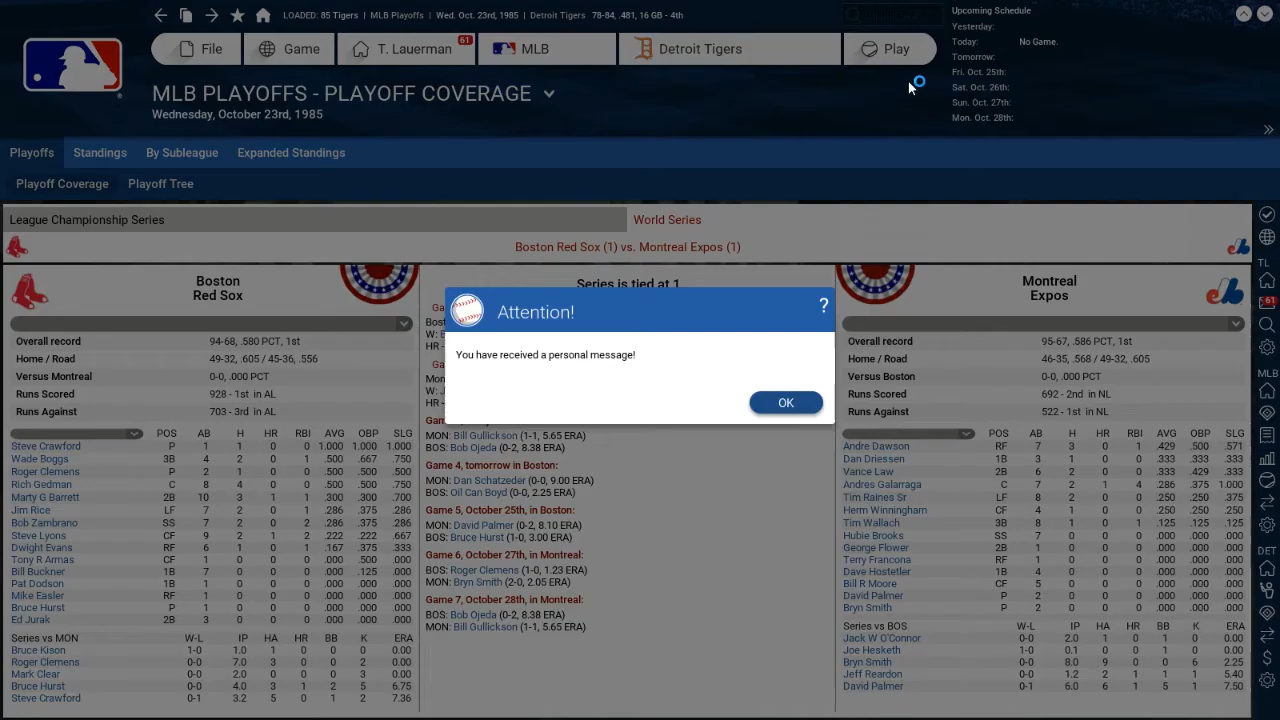 LOADED: 85 Tigers | MLB Playoffs | Wed. Oct. 23rd, 1985 | Detroit Tigers 78-84, .481, 16 GB - 4th
Upcoming Schedule
Yesterday:
Today: No Game.
Tomorrow:
Fri. Oct. 25th:
Sat. Oct. 26th:
Sun. Oct. 27th:
Mon. Oct. 28th:
File
Game
T. Lauerman 61
MLB
Detroit Tigers
Play
MLB PLAYOFFS - PLAYOFF COVERAGE
Wednesday, October 23rd, 1985
Playoffs Standings By Subleague Expanded Standings
Playoff Coverage Playoff Tree
League Championship Series World Series
Boston Red Sox (1) vs. Montreal Expos (1)
Boston
Red Sox
Overall record 94-68, .580 PCT, 1st
Home / Road 49-32, .605 / 45-36, .556
Versus Montreal 0-0, .000 PCT
Runs Scored 928 - 1st in AL
Runs Against 703 - 3rd in AL
POS AB H HR RBI AVG OBP SLG
Steve Crawford P 1 1 0 0 1.000 1.000 1.000
Wade Boggs 3B 4 2 0 1 .500 .667 .750
Roger Clemens P 2 1 0 0 .500 .500 .500
Rich Gedman C 8 4 0 0 .500 .500 .750
Marty G Barrett 2B 10 3 1 1 .300 .300 .700
Jim Rice LF 7 2 0 0 .286 .375 .286
Bob Zambrano SS 7 2 0 0 .286 .375 .286
Steve Lyons CF 9 2 1 2 .222 .222 .667
Dwight Evans RF 6 1 0 1 .167 .375 .333
Tony R Armas CF 1 0 0 0 .000 .500 .000
Bill Buckner 1B 7 0 0 0 .000 .125 .000
Pat Dodson 1B 1 0 0 0 .000 .000 .000
Mike Easler RF 1 0 0 0 .000 .000 .000
Bruce Hurst P 1 0 0 0 .000 .000 .000
Ed Jurak 2B 3 0 0 0 .000 .000 .000
Series vs MON W-L IP HA HR BB K ERA
Bruce Kison 1-0 1.0 1 0 0 0 0.00
Roger Clemens 0-0 7.0 3 0 0 2 0.00
Mark Clear 0-0 2.0 0 0 0 3 0.00
Bruce Hurst 0-0 4.0 3 1 2 5 6.75
Steve Crawford 0-1 3.2 5 0 1 2 7.36
Series is tied at 1
Attention!
?
You have received a personal message!
OK
MON: Bill Gullickson (1-1, 5.65 ERA)
BOS: Bob Ojeda (0-2, 8.38 ERA)
Game 4, tomorrow in Boston:
MON: Dan Schatzeder (0-0, 9.00 ERA)
BOS: Oil Can Boyd (0-0, 2.25 ERA)
Game 5, October 25th, in Boston:
MON: David Palmer (0-2, 8.10 ERA)
BOS: Bruce Hurst (1-0, 3.00 ERA)
Game 6, October 27th, in Montreal:
BOS: Roger Clemens (1-0, 1.23 ERA)
MON: Bryn Smith (2-0, 2.05 ERA)
Game 7, October 28th, in Montreal:
BOS: Bob Ojeda (0-2, 8.38 ERA)
MON: Bill Gullickson (1-1, 5.65 ERA)
Montreal
Expos
Overall record 95-67, .586 PCT, 1st
Home / Road 46-35, .568 / 49-32, .605
Versus Boston 0-0, .000 PCT
Runs Scored 692 - 2nd in NL
Runs Against 522 - 1st in NL
POS AB H HR RBI AVG OBP SLG
Andre Dawson RF 7 3 0 1 .429 .500 .571
Dan Driessen 1B 3 1 0 0 .333 .333 .333
Vance Law 2B 6 2 0 0 .333 .429 .333
Andres Galarraga C 7 2 1 4 .286 .375 1.000
Tim Raines Sr LF 8 2 0 0 .250 .250 .375
Herm Winningham CF 4 1 0 0 .250 .250 .250
Tim Wallach 3B 8 1 0 1 .125 .125 .125
Hubie Brooks SS 7 0 0 0 .000 .000 .000
George Flower 2B 1 0 0 0 .000 .000 .000
Terry Francona RF 1 0 0 0 .000 .000 .000
Dave Hostetler 1B 4 0 0 0 .000 .000 .000
Bill R Moore CF 5 0 0 0 .000 .000 .000
David Palmer P 2 0 0 0 .000 .000 .000
Bryn Smith P 2 0 0 0 .000 .000 .000
Series vs BOS W-L IP HA HR BB K ERA
Jack W O'Connor 0-0 2.0 1 0 1 0 0.00
Joe Hesketh 1-0 0.1 0 0 0 0 0.00
Bryn Smith 0-0 8.0 9 0 0 6 2.25
Jeff Reardon 0-0 1.2 2 1 1 1 5.40
David Palmer 0-1 6.0 6 1 5 1 7.50
TL
61
MLB
DET